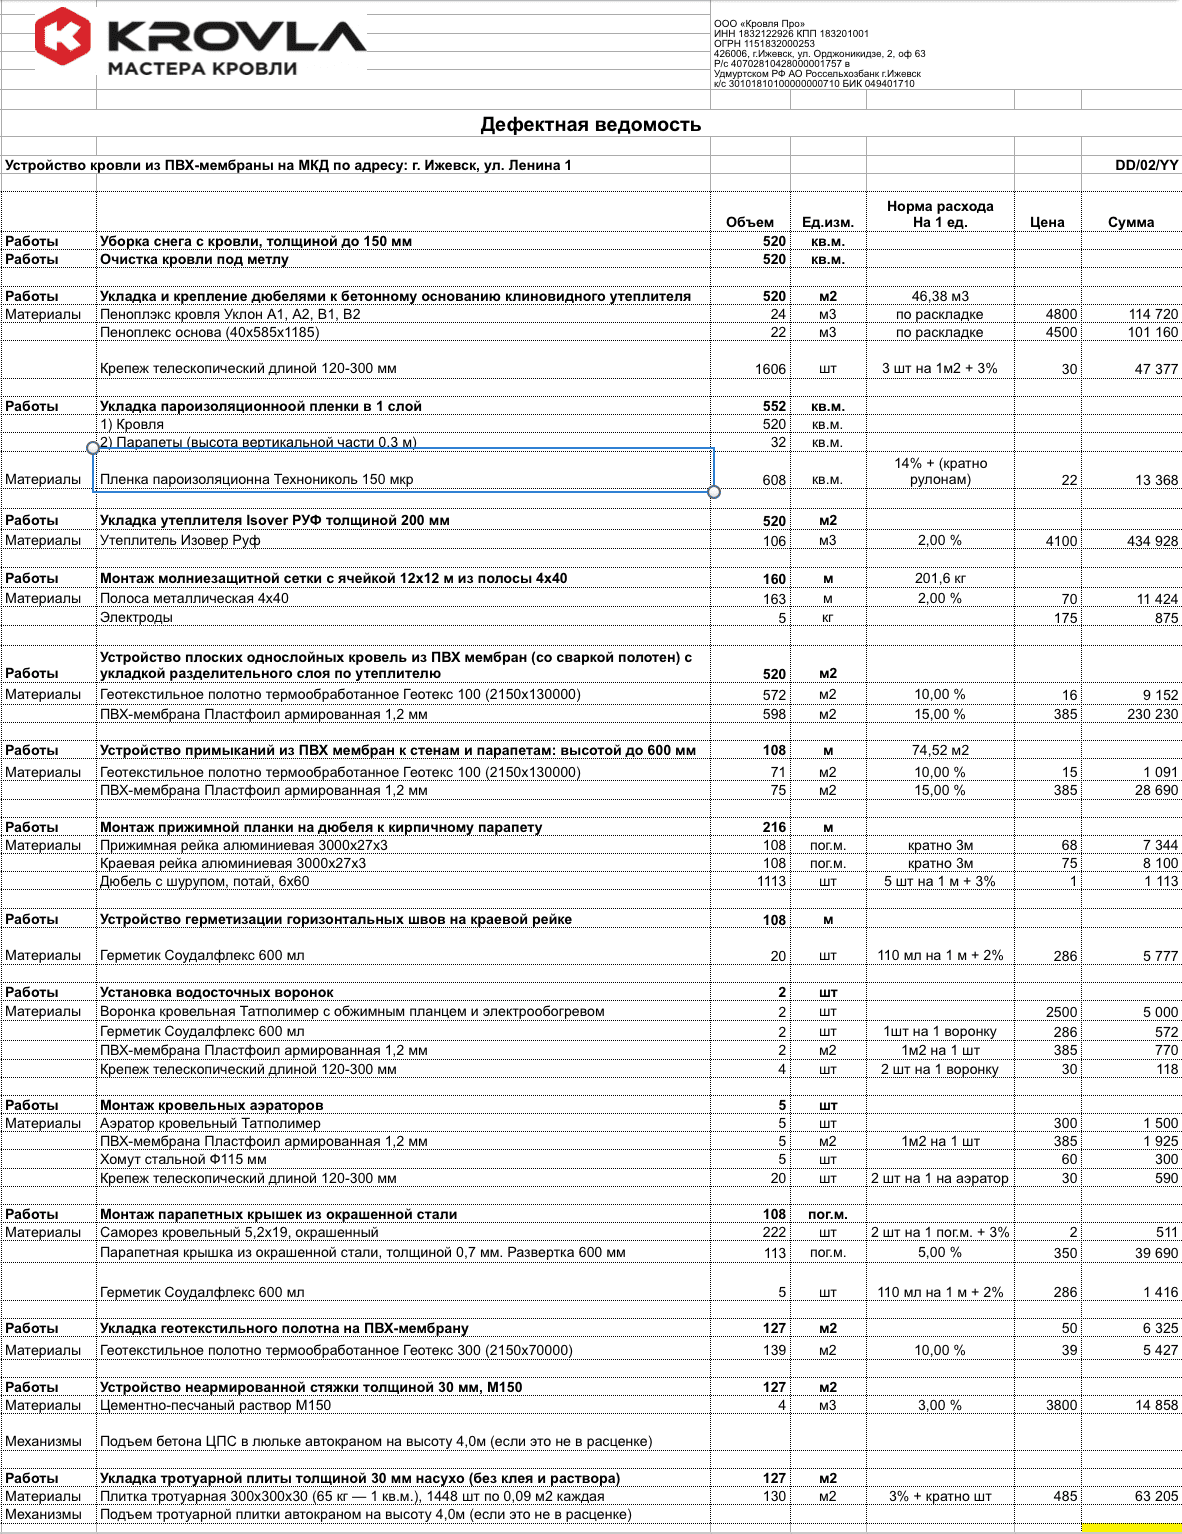 KROVLA
МАСТЕРА КРОВЛИ
ООО «Кровля Про»
ИНН 1832122926 КПП 183201001
ОГРН 1151832000253
426006, г.Ижевск, ул. Орджоникидзе, 2, оф 63
Р/с 40702810428000001757 в
Удмуртском РФ АО Россельхозбанк г.Ижевск
к/с 30101810100000000710 БИК 049401710
Дефектная ведомость
Устройство кровли из ПВХ-мембраны на МКД по адресу: г. Ижевск, ул. Ленина 1 DD/02/YY
Объем Ед.изм. Норма расхода На 1 ед. Цена Сумма
Работы Уборка снега с кровли, толщиной до 150 мм 520 кв.м.
Работы Очистка кровли под метлу 520 кв.м.
Работы Укладка и крепление дюбелями к бетонному основанию клиновидного утеплителя 520 м2 46,38 м3
Материалы Пеноплэкс кровля Уклон А1, А2, В1, В2 24 м3 по раскладке 4800 114 720
Пеноплекс основа (40х585х1185) 22 м3 по раскладке 4500 101 160
Крепеж телескопический длиной 120-300 мм 1606 шт 3 шт на 1м2 + 3% 30 47 377
Работы Укладка пароизоляционноой пленки в 1 слой 552 кв.м.
1) Кровля 520 кв.м.
2) Парапеты (высота вертикальной части 0.3 м) 32 кв.м.
Материалы Пленка пароизоляционна Технониколь 150 мкр 608 кв.м. 14% + (кратно рулонам) 22 13 368
Работы Укладка утеплителя Isover РУФ толщиной 200 мм 520 м2
Материалы Утеплитель Изовер Руф 106 м3 2,00 % 4100 434 928
Работы Монтаж молниезащитной сетки с ячейкой 12х12 м из полосы 4х40 160 м 201,6 кг
Материалы Полоса металлическая 4х40 163 м 2,00 % 70 11 424
Электроды 5 кг 175 875
Работы Устройство плоских однослойных кровель из ПВХ мембран (со сваркой полотен) с
укладкой разделительного слоя по утеплителю 520 м2
Материалы Геотекстильное полотно термообработанное Геотекс 100 (2150х130000) 572 м2 10,00 % 16 9 152
ПВХ-мембрана Пластфоил армированная 1,2 мм 598 м2 15,00 % 385 230 230
Работы Устройство примыканий из ПВХ мембран к стенам и парапетам: высотой до 600 мм 108 м 74,52 м2
Материалы Геотекстильное полотно термообработанное Геотекс 100 (2150х130000) 71 м2 10,00 % 15 1 091
ПВХ-мембрана Пластфоил армированная 1,2 мм 75 м2 15,00 % 385 28 690
Работы Монтаж прижимной планки на дюбеля к кирпичному парапету 216 м
Материалы Прижимная рейка алюминиевая 3000х27х3 108 пог.м. кратно 3м 68 7 344
Краевая рейка алюминиевая 3000х27х3 108 пог.м. кратно 3м 75 8 100
Дюбель с шурупом, потай, 6х60 1113 шт 5 шт на 1 м + 3% 1 1 113
Работы Устройство герметизации горизонтальных швов на краевой рейке 108 м
Материалы Герметик Соудалфлекс 600 мл 20 шт 110 мл на 1 м + 2% 286 5 777
Работы Установка водосточных воронок 2 шт
Материалы Воронка кровельная Татполимер с обжимным планцем и электрообогревом 2 шт 2500 5 000
Герметик Соудалфлекс 600 мл 2 шт 1шт на 1 воронку 286 572
ПВХ-мембрана Пластфоил армированная 1,2 мм 2 м2 1м2 на 1 шт 385 770
Крепеж телескопический длиной 120-300 мм 4 шт 2 шт на 1 воронку 30 118
Работы Монтаж кровельных аэраторов 5 шт
Материалы Аэратор кровельный Татполимер 5 шт 300 1 500
ПВХ-мембрана Пластфоил армированная 1,2 мм 5 м2 1м2 на 1 шт 385 1 925
Хомут стальной Ф115 мм 5 шт 60 300
Крепеж телескопический длиной 120-300 мм 20 шт 2 шт на 1 на аэратор 30 590
Работы Монтаж парапетных крышек из окрашенной стали 108 пог.м.
Материалы Саморез кровельный 5,2х19, окрашенный 222 шт 2 шт на 1 пог.м. + 3% 2 511
Парапетная крышка из окрашенной стали, толщиной 0,7 мм. Развертка 600 мм 113 пог.м. 5,00 % 350 39 690
Герметик Соудалфлекс 600 мл 5 шт 110 мл на 1 м + 2% 286 1 416
Работы Укладка геотекстильного полотна на ПВХ-мембрану 127 м2 50 6 325
Материалы Геотекстильное полотно термообработанное Геотекс 300 (2150х70000) 139 м2 10,00 % 39 5 427
Работы Устройство неармированной стяжки толщиной 30 мм, М150 127 м2
Материалы Цементно-песчаный раствор М150 4 м3 3,00 % 3800 14 858
Механизмы Подъем бетона ЦПС в люльке автокраном на высоту 4,0м (если это не в расценке)
Работы Укладка тротуарной плиты толщиной 30 мм насухо (без клея и раствора) 127 м2
Материалы Плитка тротуарная 300х300х30 (65 кг — 1 кв.м.), 1448 шт по 0,09 м2 каждая 130 м2 3% + кратно шт 485 63 205
Механизмы Подъем тротуарной плитки автокраном на высоту 4,0м (если это не в расценке)